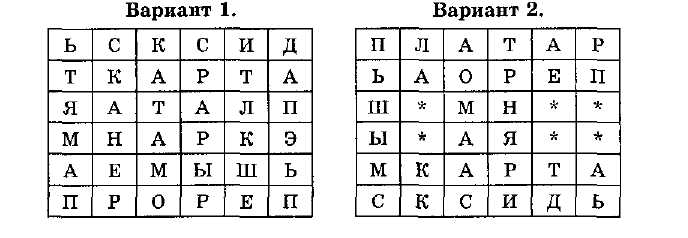 Вариант 1. Вариант 2.
Ь С К С И Д П Л А Т А Р
Т К А Р Т А Ь А О Р Е П
Я А Т А Л П Ш * М Н * *
М Н А Р К Э Ы * А Я * *
А Е М Ы Ш Ь М К А Р Т А
П Р О Р Е П С К С И Д Ь